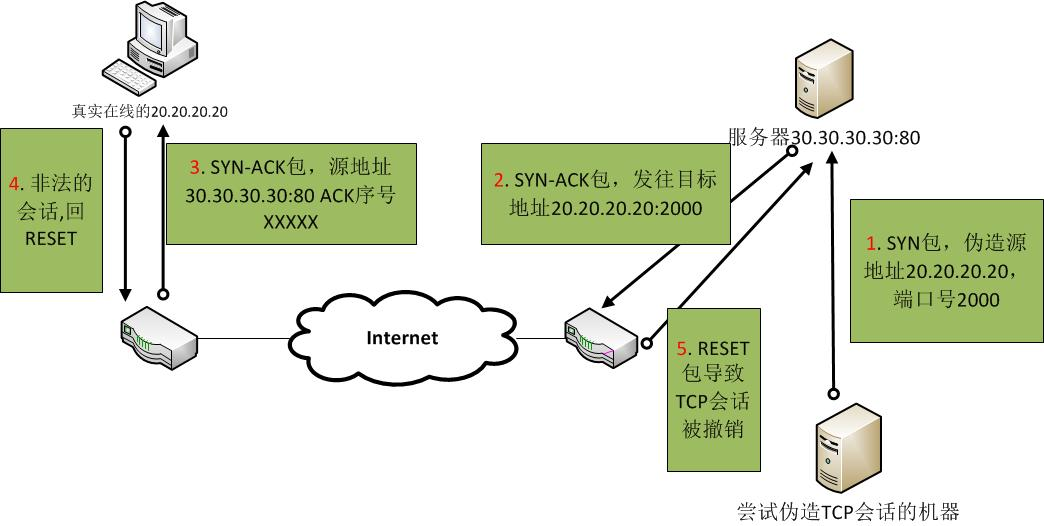 真实在线的20.20.20.20
服务器30.30.30.30:80
4. 非法的
会话,回
RESET
3. SYN-ACK包，源地址
30.30.30.30:80 ACK序号
XXXXX
2. SYN-ACK包，发往目标
地址20.20.20.20:2000
1. SYN包，伪造源
地址20.20.20.20，
端口号2000
Internet
5. RESET
包导致
TCP会话
被撤销
尝试伪造TCP会话的机器